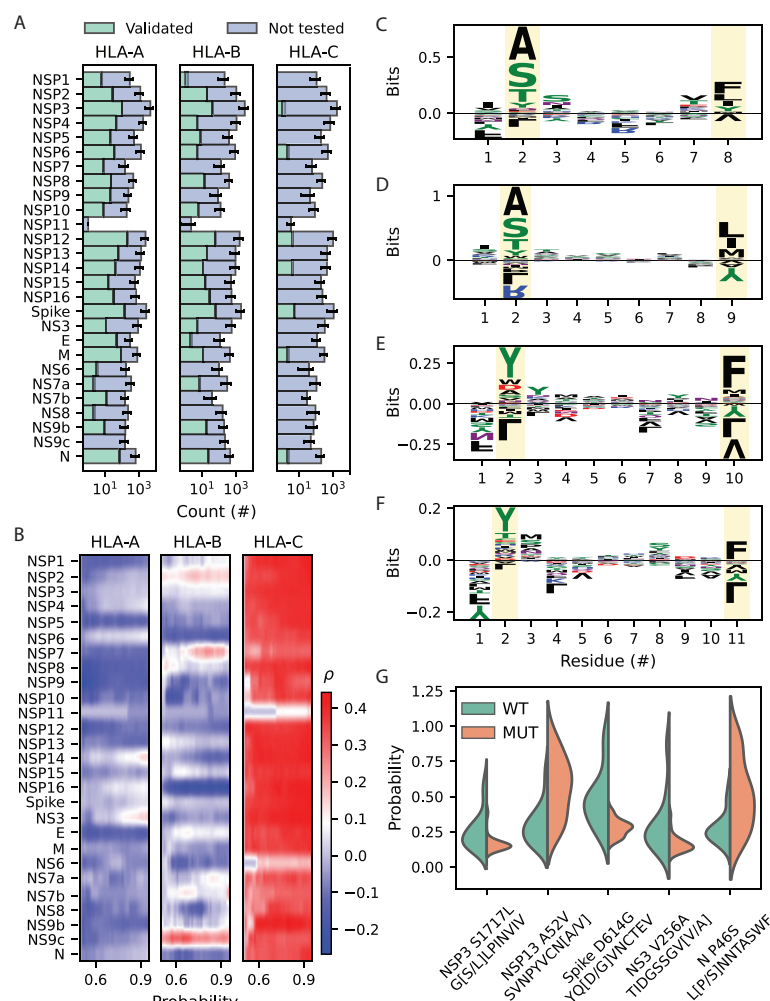 A
Validated
Not tested
HLA-A
HLA-B
HLA-C
NSP1
NSP2
NSP3
NSP4
NSP5
NSP6
NSP7
NSP8
NSP9
NSP10
NSP11
NSP12
NSP13
NSP14
NSP15
NSP16
Spike
NS3
E
M
NS6
NS7a
NS7b
NS8
NS9b
NS9c
N
10¹ 10³ 10¹ 10³ 10¹ 10³
Count (#)
B
HLA-A
HLA-B
HLA-C
NSP1
NSP2
NSP3
NSP4
NSP5
NSP6
NSP7
NSP8
NSP9
NSP10
NSP11
NSP12
NSP13
NSP14
NSP15
NSP16
Spike
NS3
E
M
NS6
NS7a
NS7b
NS8
NS9b
NS9c
N
0.6 0.9 0.6 0.9 0.6 0.9
Probability
ρ
0.4
0.3
0.2
0.1
0.0
−0.1
−0.2
C
Bits
0.5
0.0
A
S
T
1 2 3 4 5 6 7 8
D
Bits
1
0
A
S
T
R
L
Y
1 2 3 4 5 6 7 8 9
E
Bits
0.25
0.00
−0.25
Y
L
F
L
1 2 3 4 5 6 7 8 9 10
F
Bits
0.2
0.0
−0.2
Y
F
L
1 2 3 4 5 6 7 8 9 10 11
Residue (#)
G
WT
MUT
Probability
1.25
1.00
0.75
0.50
0.25
0.00
NSP3 S1717L
G[S/L]LPINVIV
NSP13 A52V
SVNPYVCN[A/V]
Spike D614G
YQ[D/G]VNCTEV
NS3 V256A
TIDGSSGV[V/A]
N P46S
L[P/S]NNTASWF